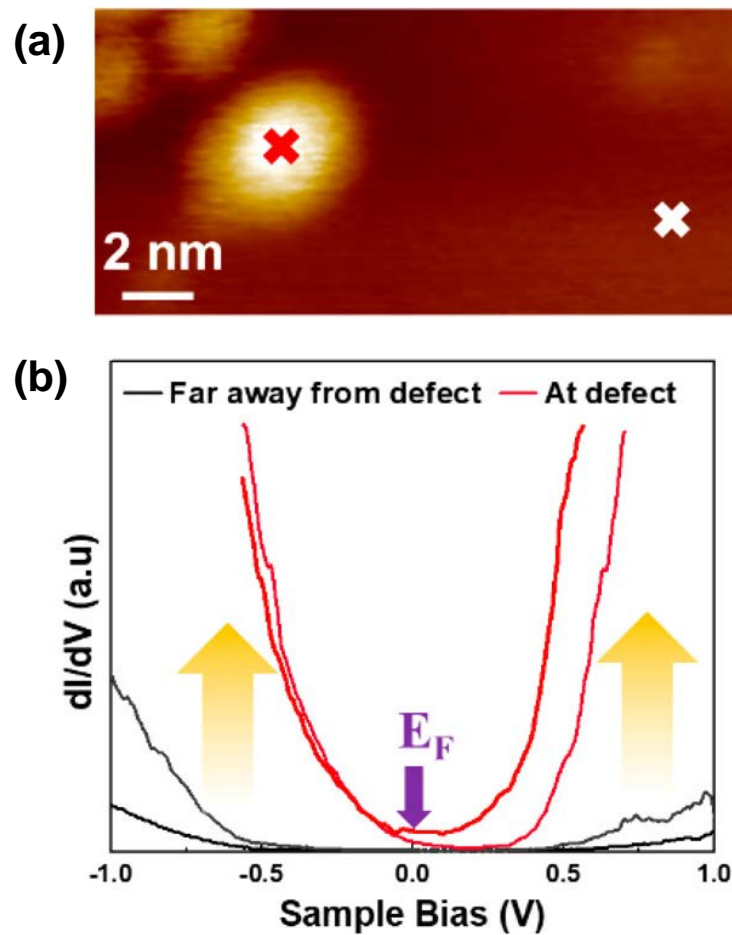 (a)
2 nm
(b)
Far away from defect At defect
dI/dV (a.u)
E_F
-1.0 -0.5 0.0 0.5 1.0
Sample Bias (V)